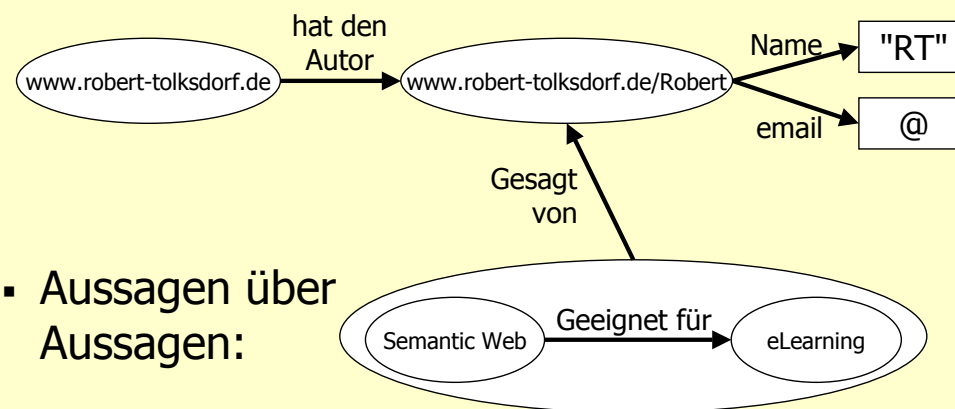 hat den
Autor
Name
"RT"
www.robert-tolksdorf.de
www.robert-tolksdorf.de/Robert
email
@
Gesagt
von
▪ Aussagen über
Aussagen:
Semantic Web
Geeignet für
eLearning